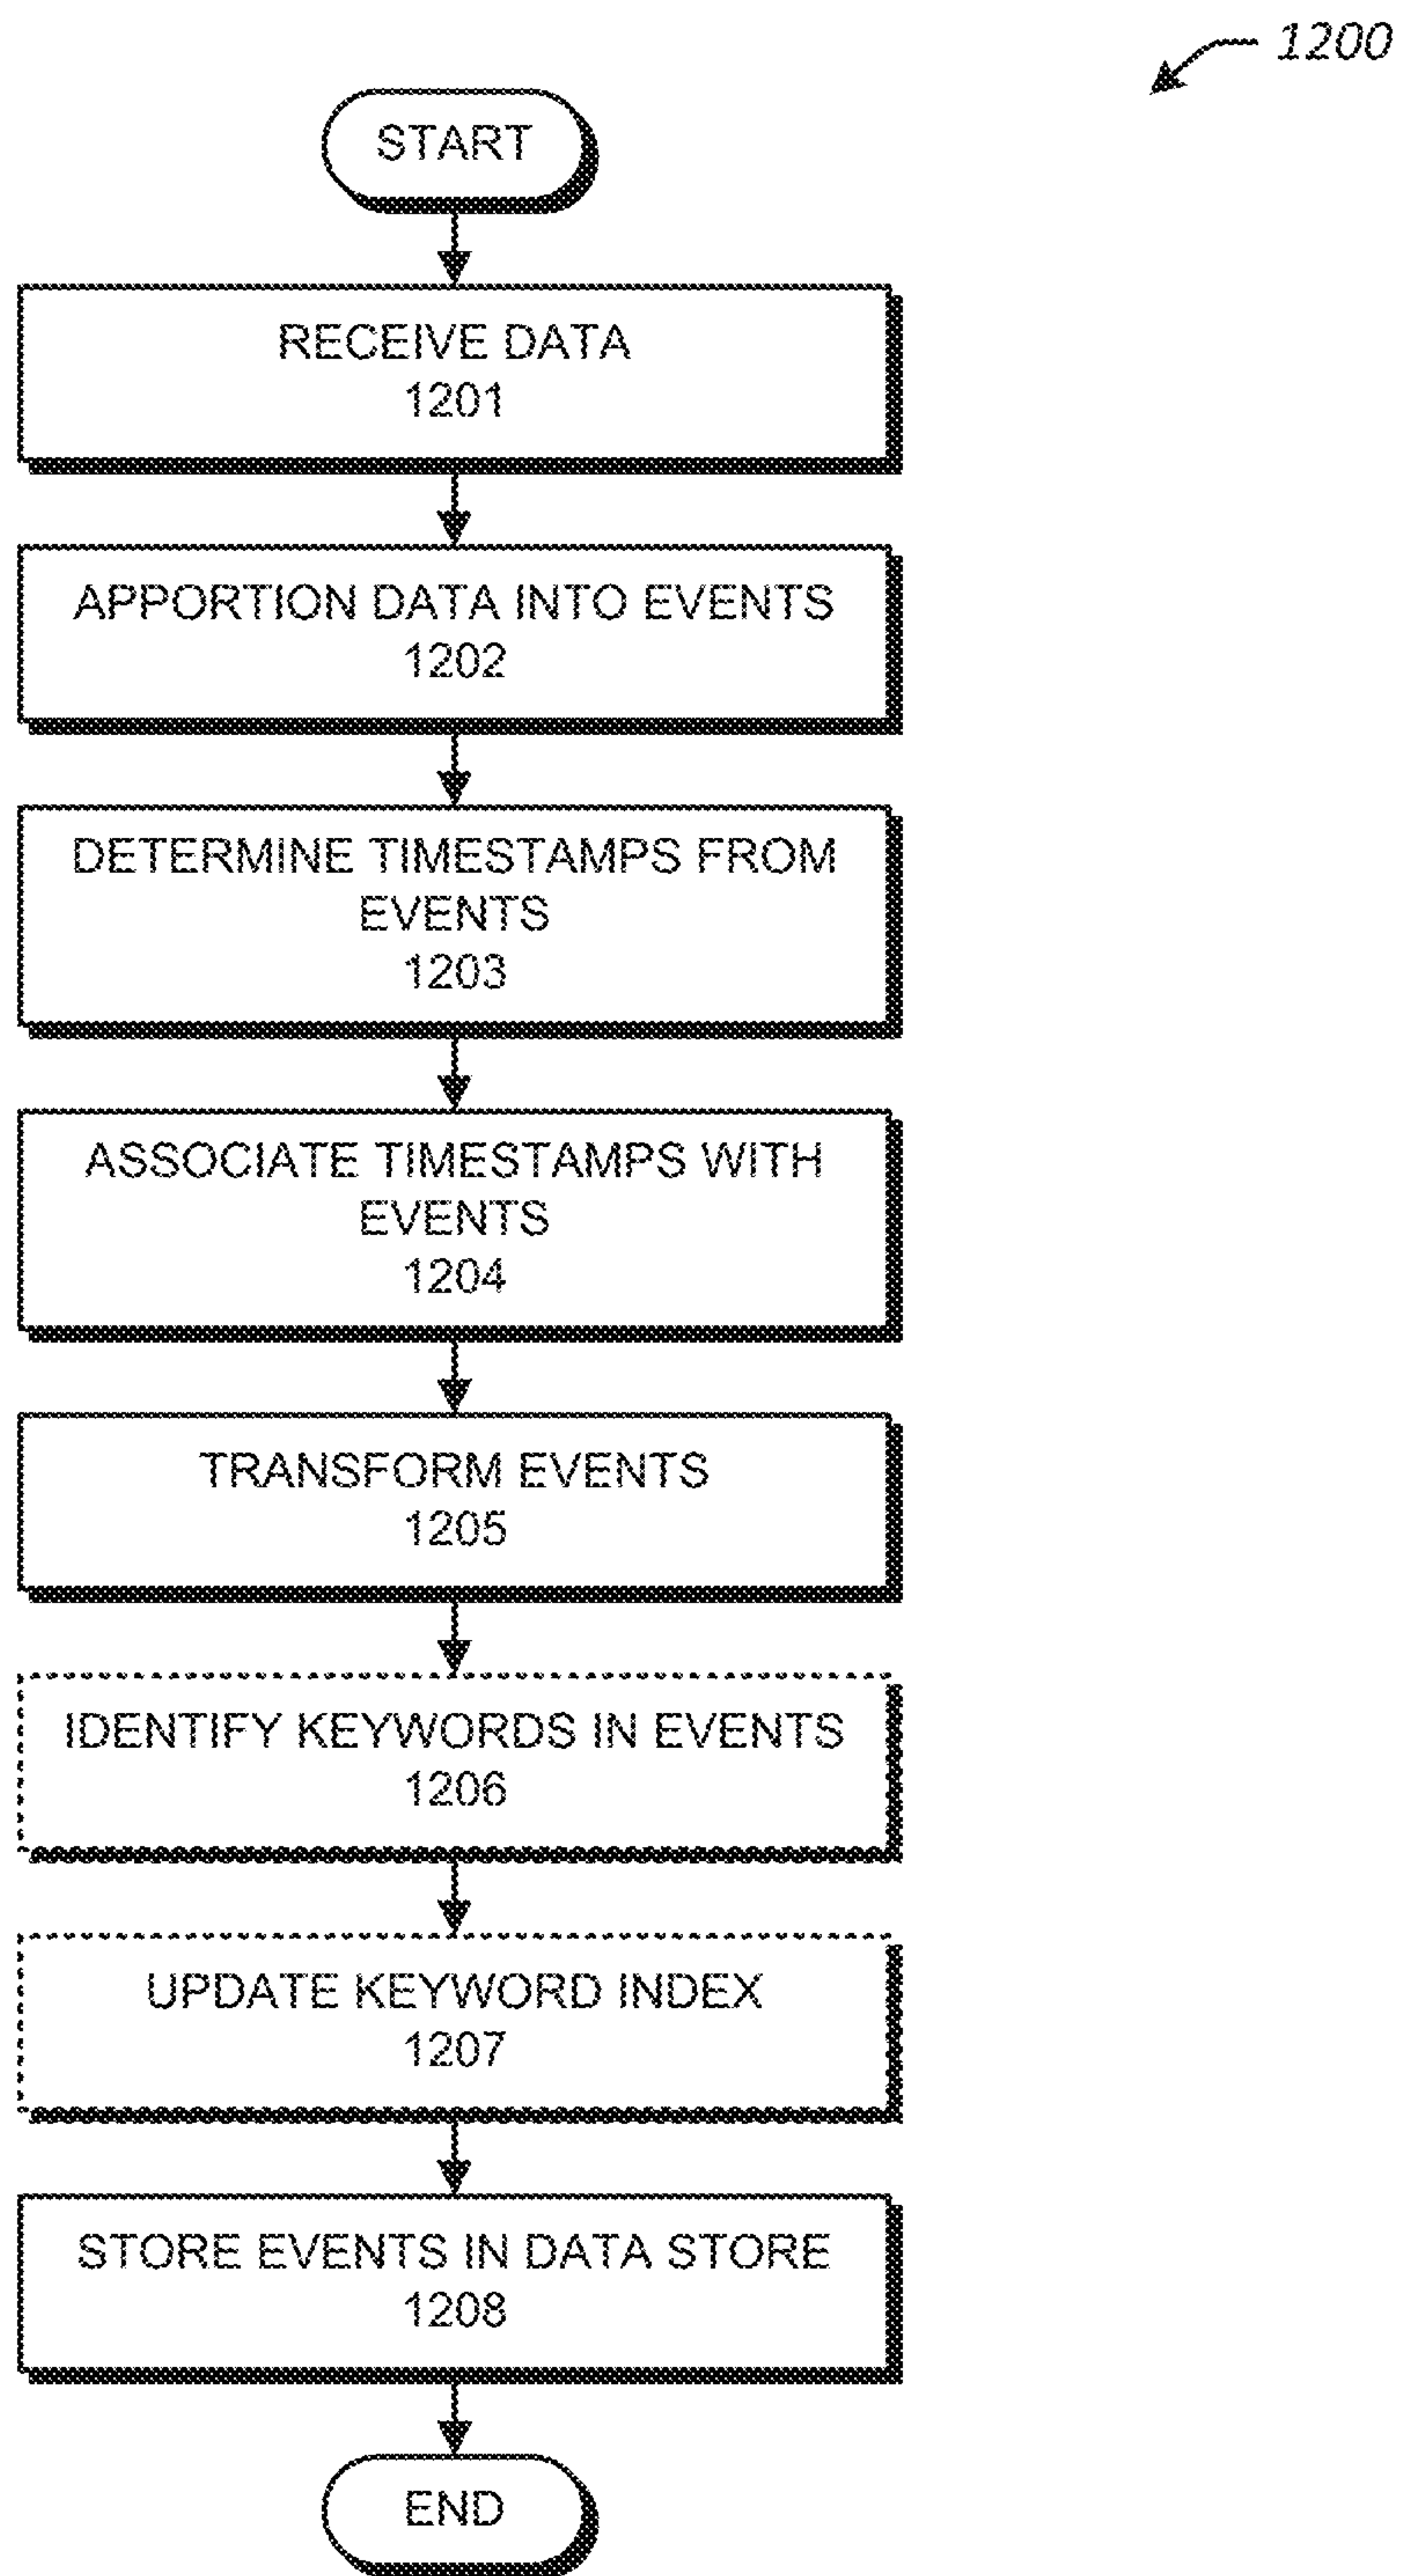 1200
START
RECEIVE DATA
1201
APPORTION DATA INTO EVENTS
1202
DETERMINE TIMESTAMPS FROM
EVENTS
1203
ASSOCIATE TIMESTAMPS WITH
EVENTS
1204
TRANSFORM EVENTS
1205
IDENTIFY KEYWORDS IN EVENTS
1206
UPDATE KEYWORD INDEX
1207
STORE EVENTS IN DATA STORE
1208
END